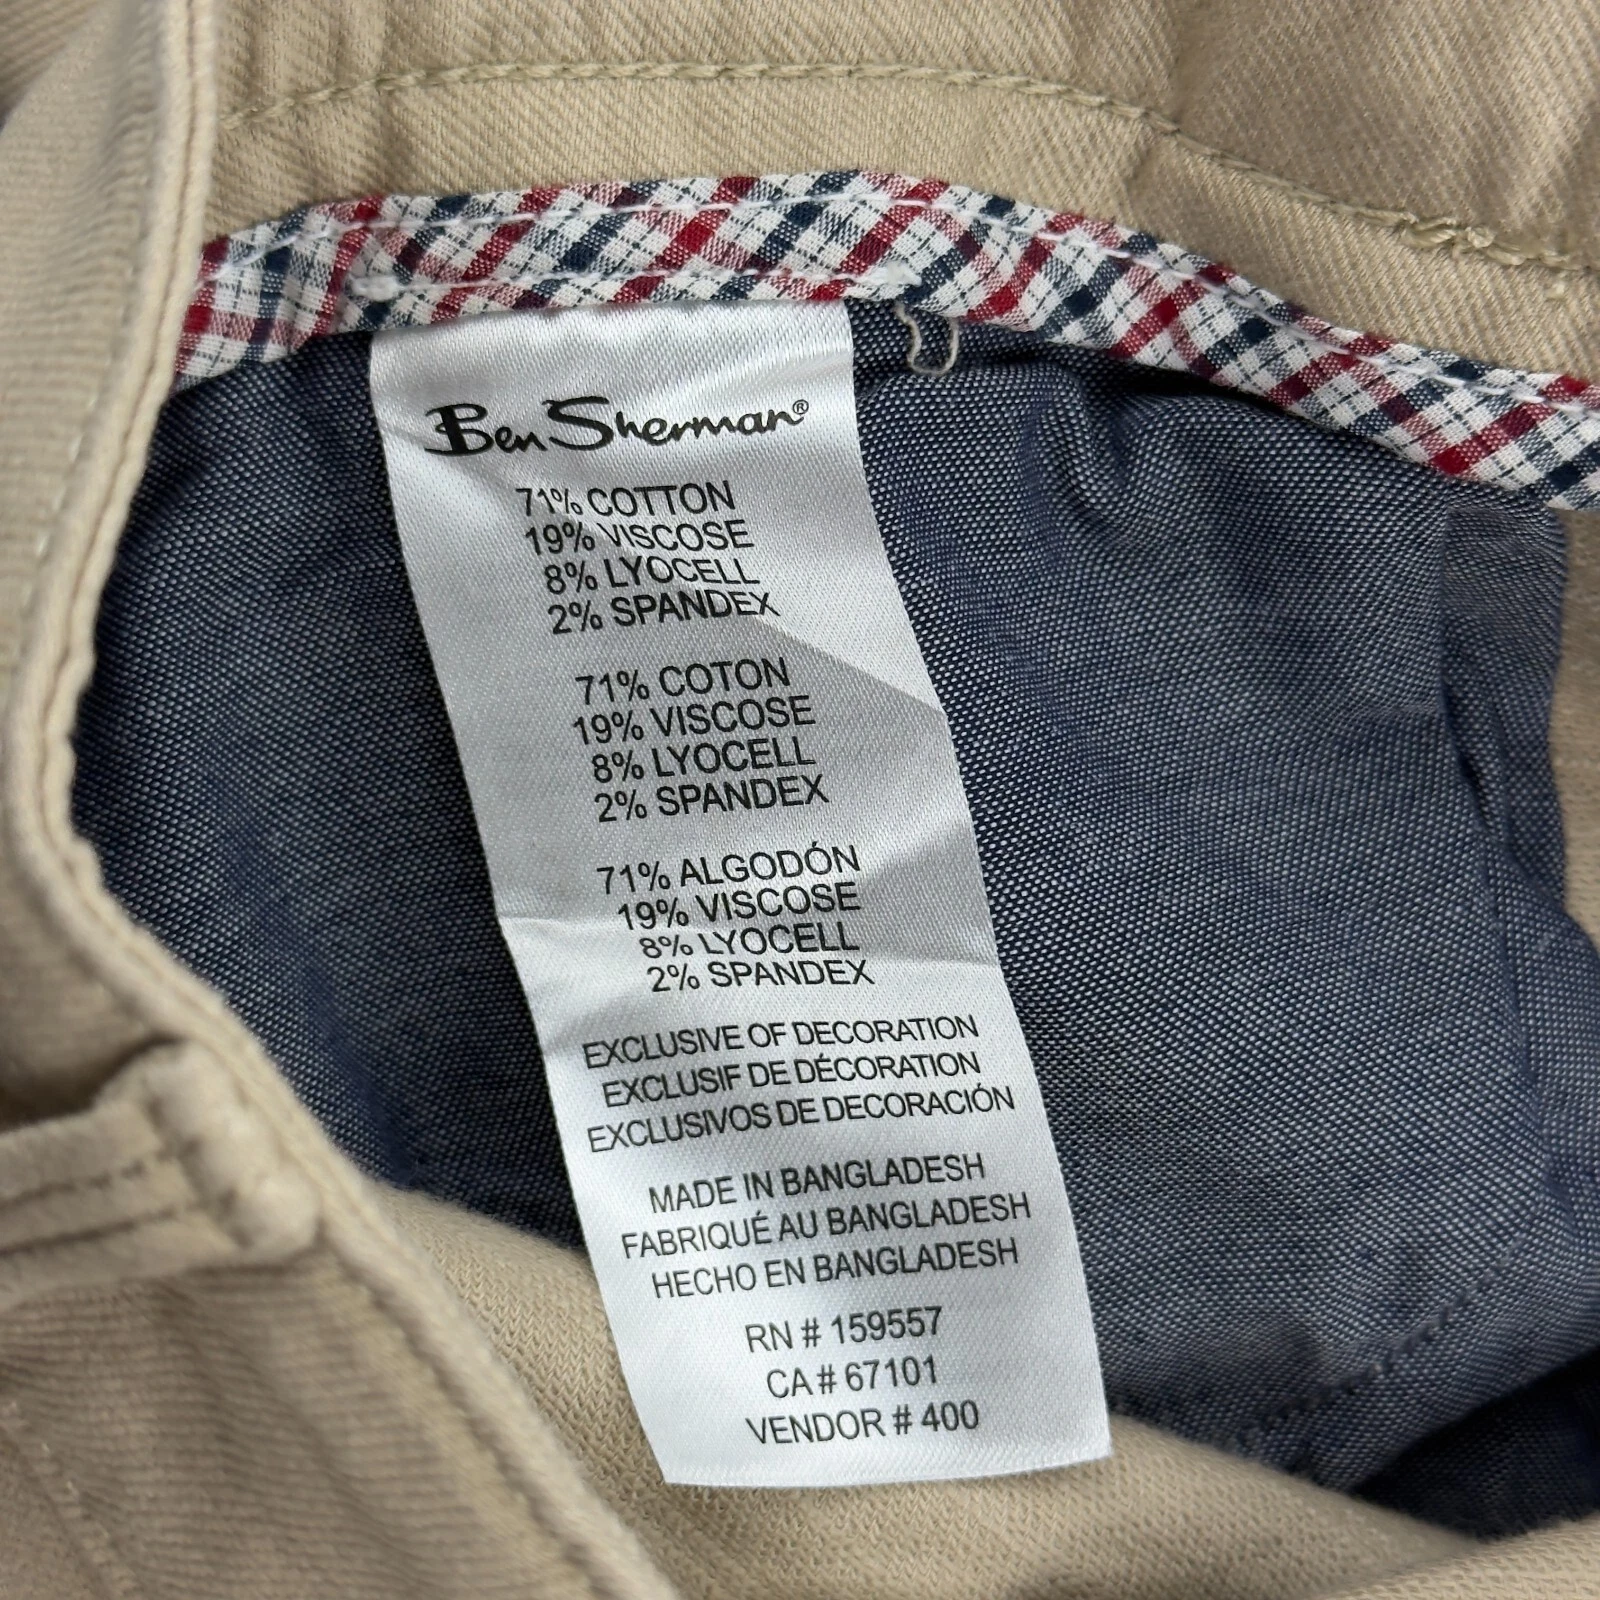 Ben Sherman®
71% COTTON
19% VISCOSE
8% LYOCELL
2% SPANDEX
71% COTON
19% VISCOSE
8% LYOCELL
2% SPANDEX
71% ALGODÓN
19% VISCOSE
8% LYOCELL
2% SPANDEX
EXCLUSIVE OF DECORATION
EXCLUSIF DE DÉCORATION
EXCLUSIVOS DE DECORACIÓN
MADE IN BANGLADESH
FABRIQUÉ AU BANGLADESH
HECHO EN BANGLADESH
RN # 159557
CA # 67101
VENDOR # 400